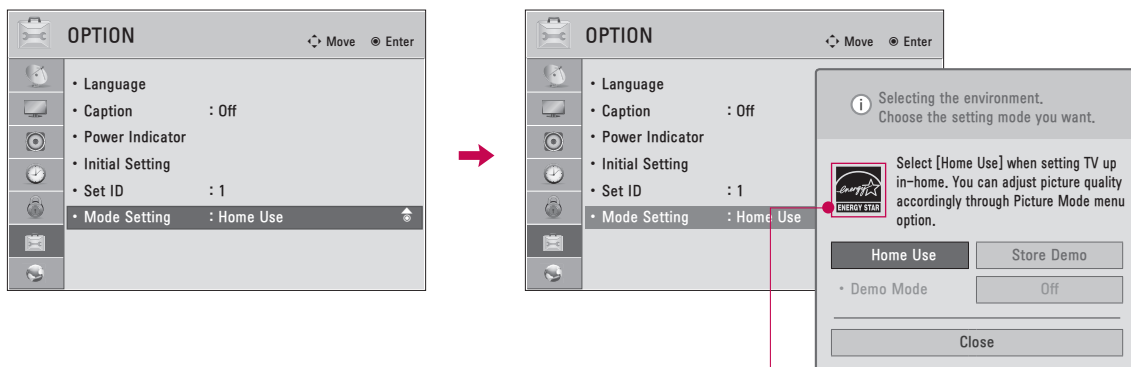 OPTION
Move
Enter
• Language
• Caption : Off
• Power Indicator
• Initial Setting
• Set ID : 1
• Mode Setting : Home Use
OPTION
Move
Enter
• Language
• Caption : Off
• Power Indicator
• Initial Setting
• Set ID : 1
• Mode Setting : Home Use
i
Selecting the environment.
Choose the setting mode you want.
energy
ENERGY STAR
Select [Home Use] when setting TV up
in-home. You can adjust picture quality
accordingly through Picture Mode menu
option.
Home Use
Store Demo
• Demo Mode
Off
Close